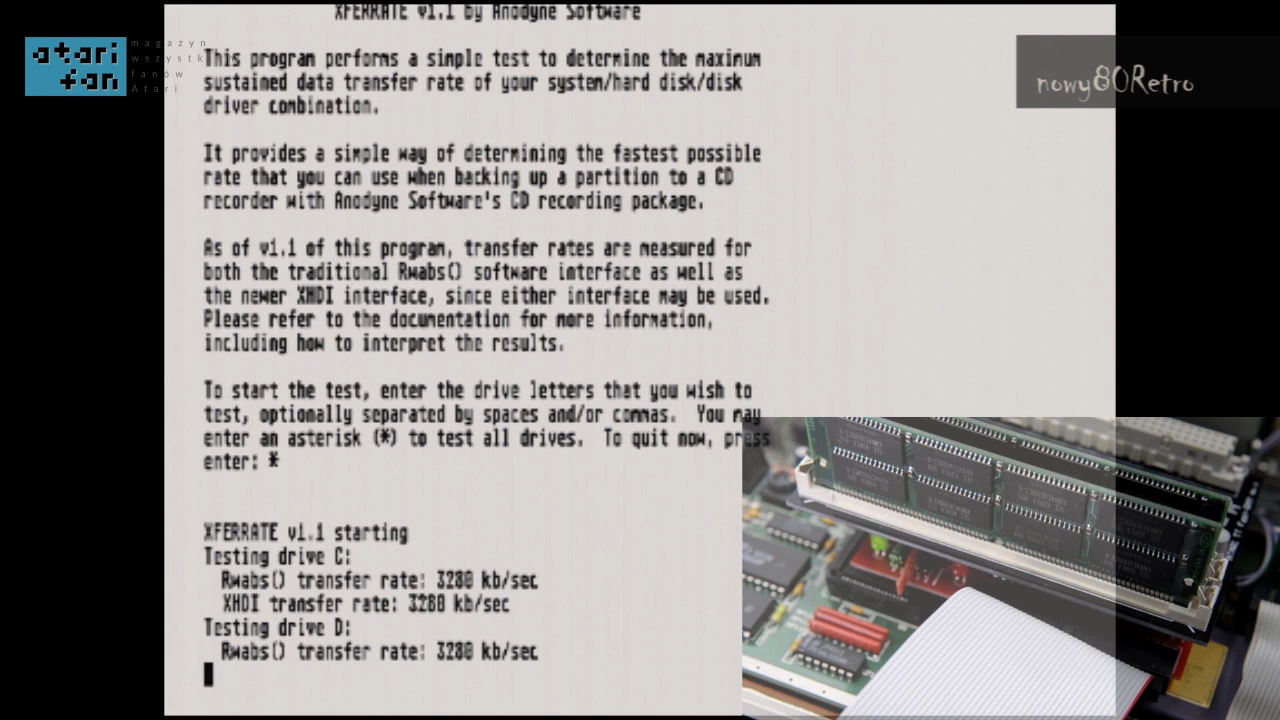 XFERRATE v1.1 by Anodyne Software
atari
fan
magazyn
wszystk
fanów
Atari
nowy80Retro
This program performs a simple test to determine the maximum
sustained data transfer rate of your system/hard disk/disk
driver combination.
It provides a simple way of determining the fastest possible
rate that you can use when backing up a partition to a CD
recorder with Anodyne Software's CD recording package.
As of v1.1 of this program, transfer rates are measured for
both the traditional Rwabs() software interface as well as
the newer XHDI interface, since either interface may be used.
Please refer to the documentation for more information,
including how to interpret the results.
To start the test, enter the drive letters that you wish to
test, optionally separated by spaces and/or commas.  You may
enter an asterisk (*) to test all drives.  To quit now, press
enter: *
XFERRATE v1.1 starting
Testing drive C:
Rwabs() transfer rate: 3280 kb/sec
XHDI transfer rate: 3280 kb/sec
Testing drive D:
Rwabs() transfer rate: 3280 kb/sec